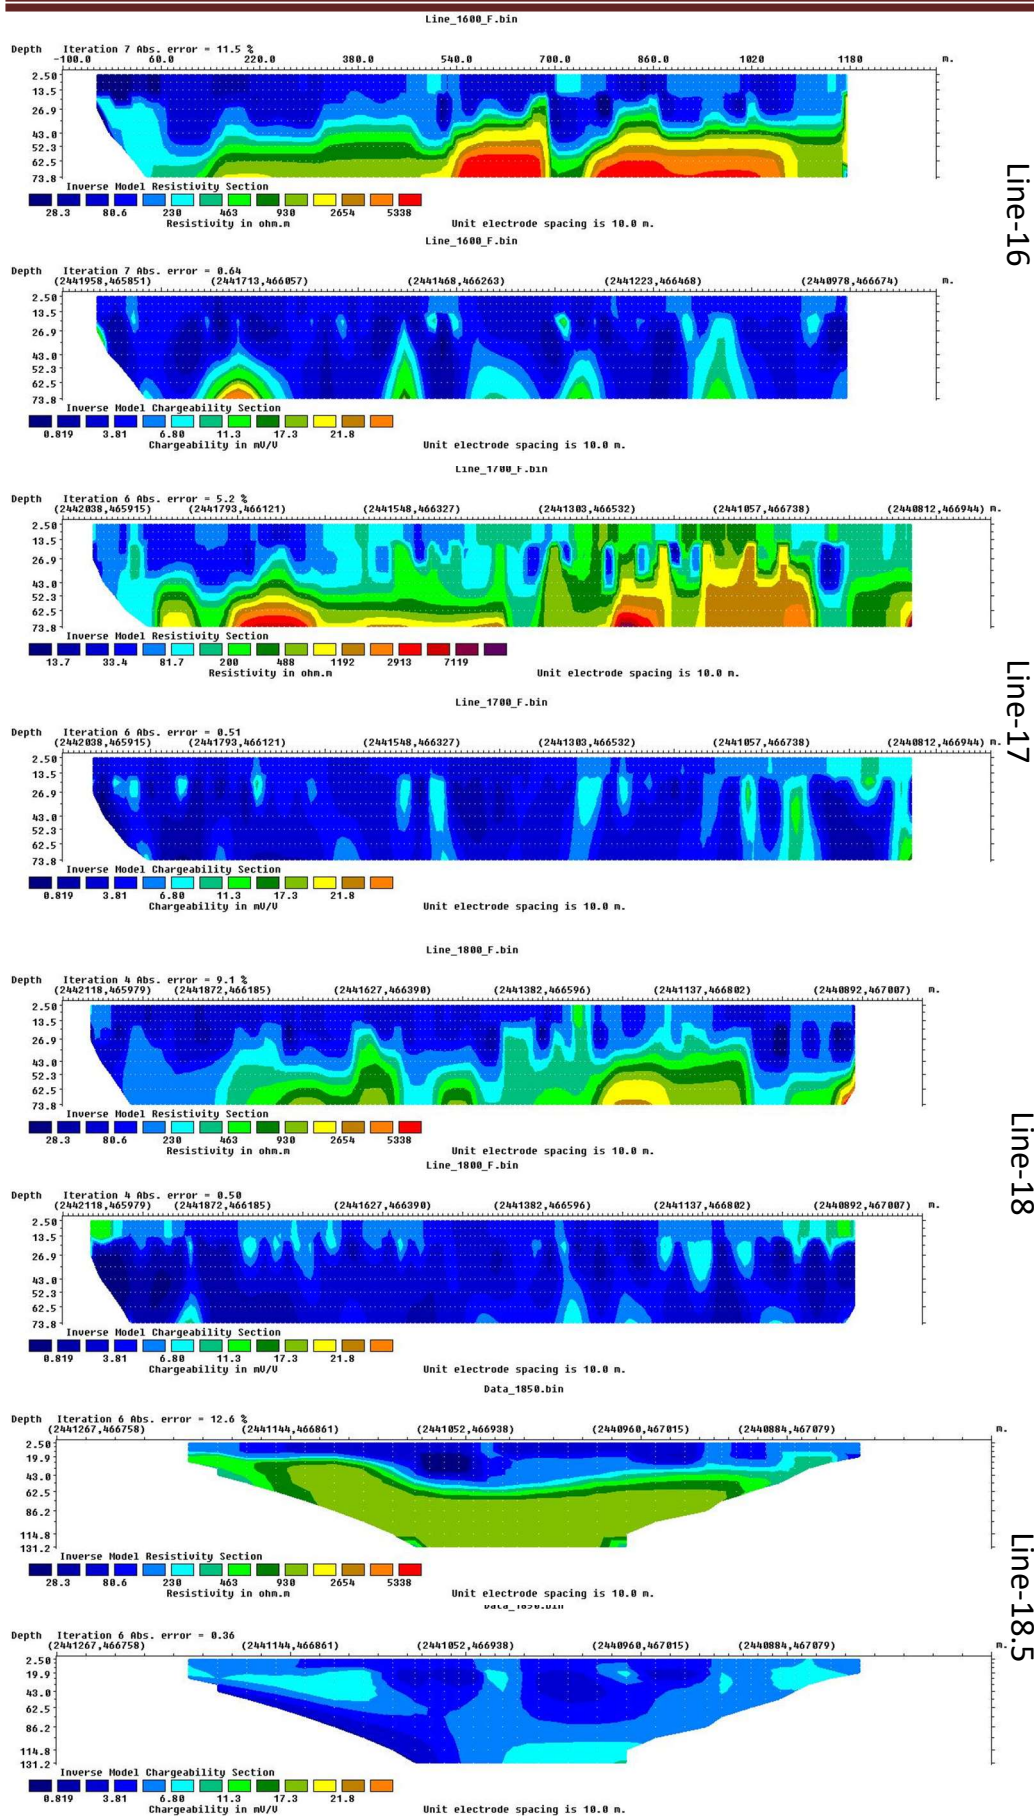 Line_1600_F.bin
Depth Iteration 7 Abs. error = 11.5 %
-100.0 60.0 220.0 380.0 540.0 700.0 860.0 1020 1180 m.
2.50
13.5
26.9
43.0
52.3
62.5
73.8
Inverse Model Resistivity Section
28.3 80.6 230 463 930 2654 5338
Resistivity in ohm.m Unit electrode spacing is 10.0 m.
Line-16
Line_1600_F.bin
Depth Iteration 7 Abs. error = 0.64
(2441958,465851) (2441713,466057) (2441468,466263) (2441223,466468) (2440978,466674) m.
2.50
13.5
26.9
43.0
52.3
62.5
73.8
Inverse Model Chargeability Section
0.819 3.81 6.80 11.3 17.3 21.8
Chargeability in mV/V Unit electrode spacing is 10.0 m.
Line_1700_F.bin
Depth Iteration 6 Abs. error = 5.2 %
(2442038,465915) (2441793,466121) (2441548,466327) (2441303,466532) (2441057,466738) (2440812,466944) m.
2.50
13.5
26.9
43.0
52.3
62.5
73.8
Inverse Model Resistivity Section
13.7 33.4 81.7 200 488 1192 2913 7119
Resistivity in ohm.m Unit electrode spacing is 10.0 m.
Line-17
Line_1700_F.bin
Depth Iteration 6 Abs. error = 0.51
(2442038,465915) (2441793,466121) (2441548,466327) (2441303,466532) (2441057,466738) (2440812,466944) m.
2.50
13.5
26.9
43.0
52.3
62.5
73.8
Inverse Model Chargeability Section
0.819 3.81 6.80 11.3 17.3 21.8
Chargeability in mV/V Unit electrode spacing is 10.0 m.
Line_1800_F.bin
Depth Iteration 4 Abs. error = 9.1 %
(2442118,465979) (2441872,466185) (2441627,466390) (2441382,466596) (2441137,466802) (2440892,467007) m.
2.50
13.5
26.9
43.0
52.3
62.5
73.8
Inverse Model Resistivity Section
28.3 80.6 230 463 930 2654 5338
Resistivity in ohm.m Unit electrode spacing is 10.0 m.
Line-18
Line_1800_F.bin
Depth Iteration 4 Abs. error = 0.50
(2442118,465979) (2441872,466185) (2441627,466390) (2441382,466596) (2441137,466802) (2440892,467007) m.
2.50
13.5
26.9
43.0
52.3
62.5
73.8
Inverse Model Chargeability Section
0.819 3.81 6.80 11.3 17.3 21.8
Chargeability in mV/V Unit electrode spacing is 10.0 m.
Data_1850.bin
Depth Iteration 6 Abs. error = 12.6 %
(2441267,466758) (2441144,466861) (2441052,466938) (2440960,467015) (2440884,467079) m.
2.50
19.9
43.0
62.5
86.2
114.8
131.2
Inverse Model Resistivity Section
28.3 80.6 230 463 930 2654 5338
Resistivity in ohm.m Unit electrode spacing is 10.0 m.
Line-18.5
Data_1850.bin
Depth Iteration 6 Abs. error = 0.36
(2441267,466758) (2441144,466861) (2441052,466938) (2440960,467015) (2440884,467079) m.
2.50
19.9
43.0
62.5
86.2
114.8
131.2
Inverse Model Chargeability Section
0.819 3.81 6.80 11.3 17.3 21.8
Chargeability in mV/V Unit electrode spacing is 10.0 m.